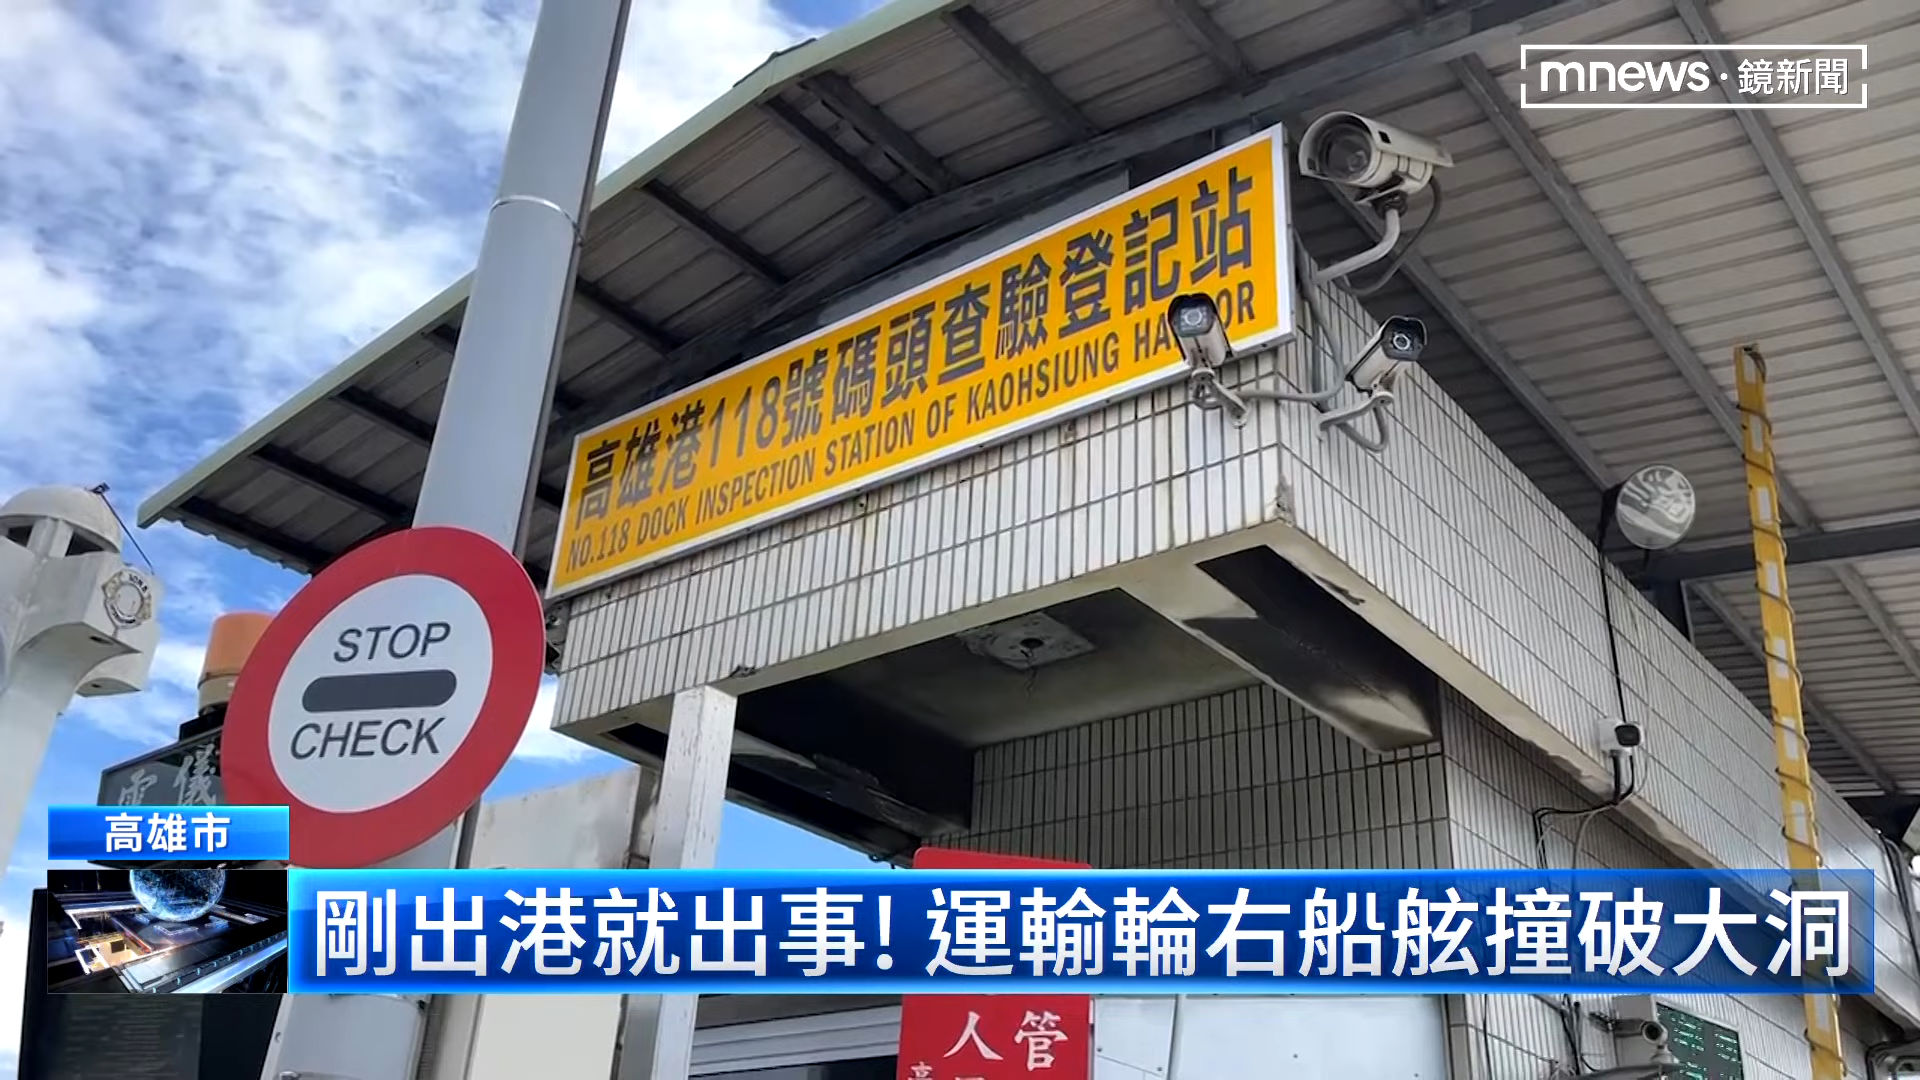 mnews·鏡新聞
高雄港118號碼頭查驗登記站
NO.118 DOCK INSPECTION STATION OF KAOHSIUNG HA OR
STOP
CHECK
儀
高雄市
剛出港就出事！運輸輪右船舷撞破大洞
人管